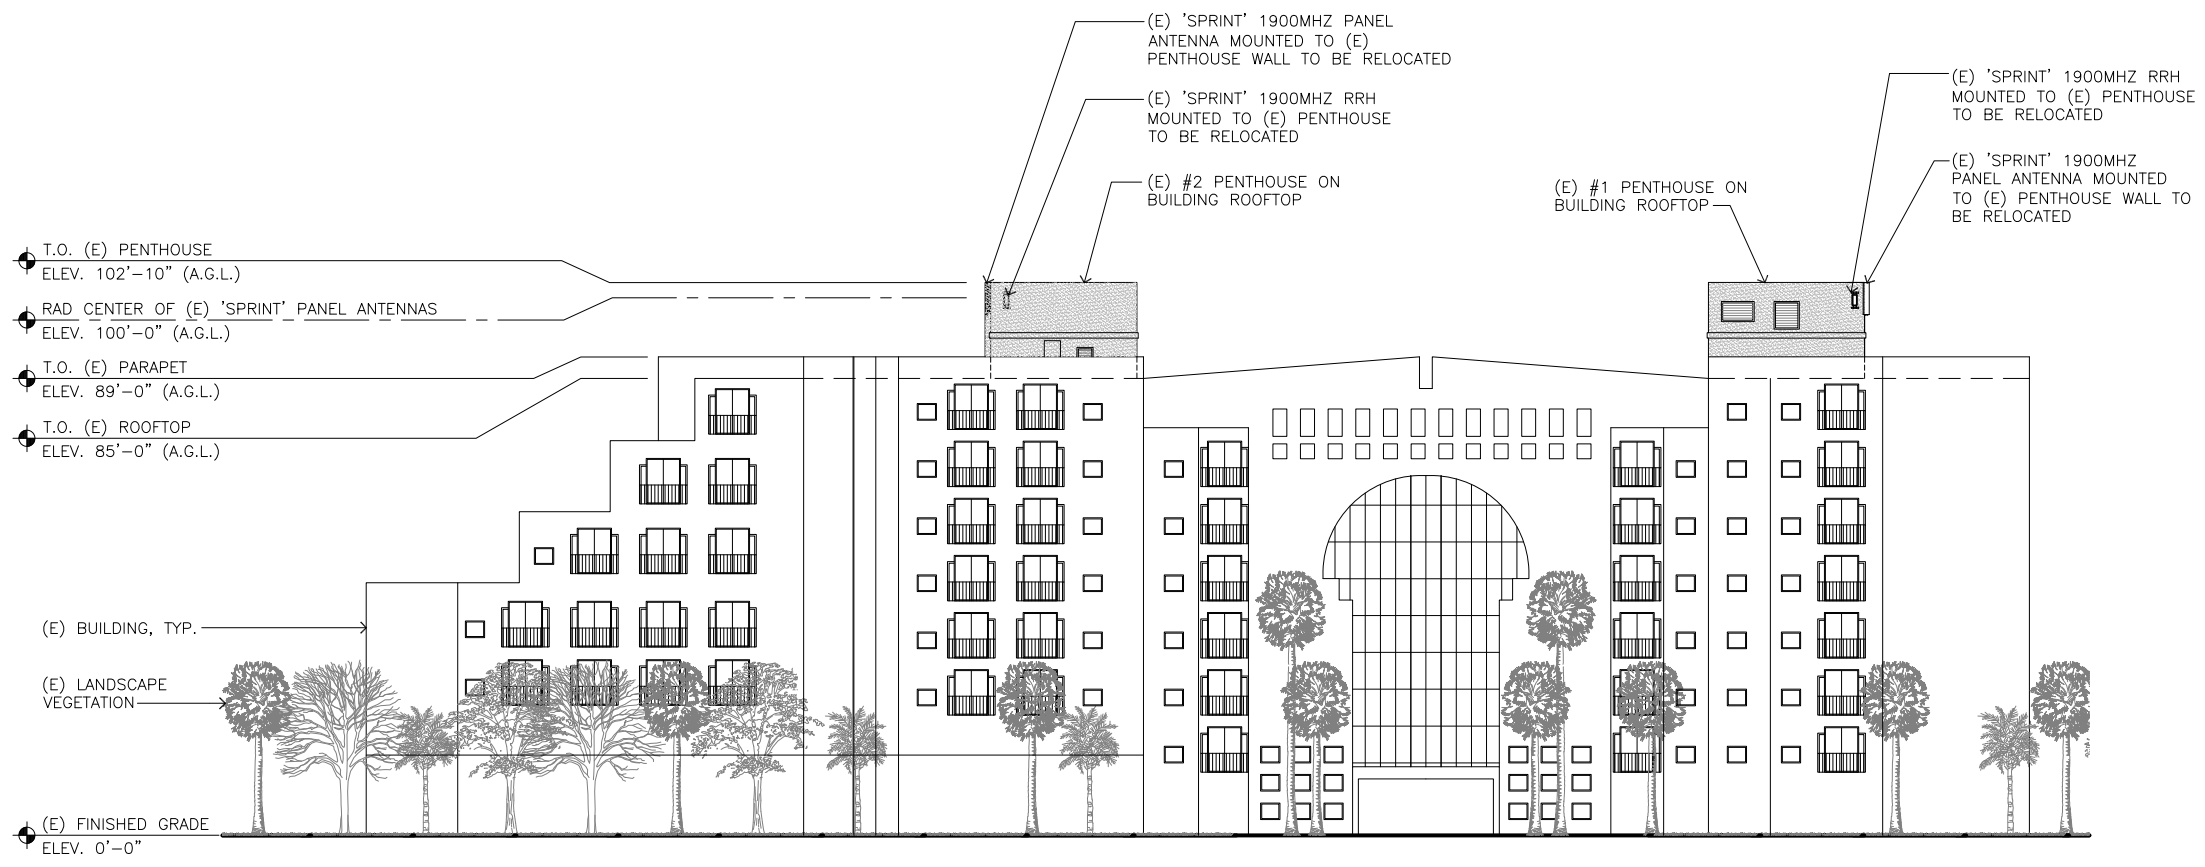 (E) 'SPRINT' 1900MHZ PANEL
ANTENNA MOUNTED TO (E)
PENTHOUSE WALL TO BE RELOCATED
(E) 'SPRINT' 1900MHZ RRH
MOUNTED TO (E) PENTHOUSE
TO BE RELOCATED
(E) #2 PENTHOUSE ON
BUILDING ROOFTOP
(E) #1 PENTHOUSE ON
BUILDING ROOFTOP
(E) 'SPRINT' 1900MHZ RRH
MOUNTED TO (E) PENTHOUSE
TO BE RELOCATED
(E) 'SPRINT' 1900MHZ
PANEL ANTENNA MOUNTED
TO (E) PENTHOUSE WALL TO
BE RELOCATED
T.O. (E) PENTHOUSE
ELEV. 102'-10" (A.G.L.)
RAD CENTER OF (E) 'SPRINT' PANEL ANTENNAS
ELEV. 100'-0" (A.G.L.)
T.O. (E) PARAPET
ELEV. 89'-0" (A.G.L.)
T.O. (E) ROOFTOP
ELEV. 85'-0" (A.G.L.)
(E) BUILDING, TYP.
(E) LANDSCAPE
VEGETATION
(E) FINISHED GRADE
ELEV. 0'-0"